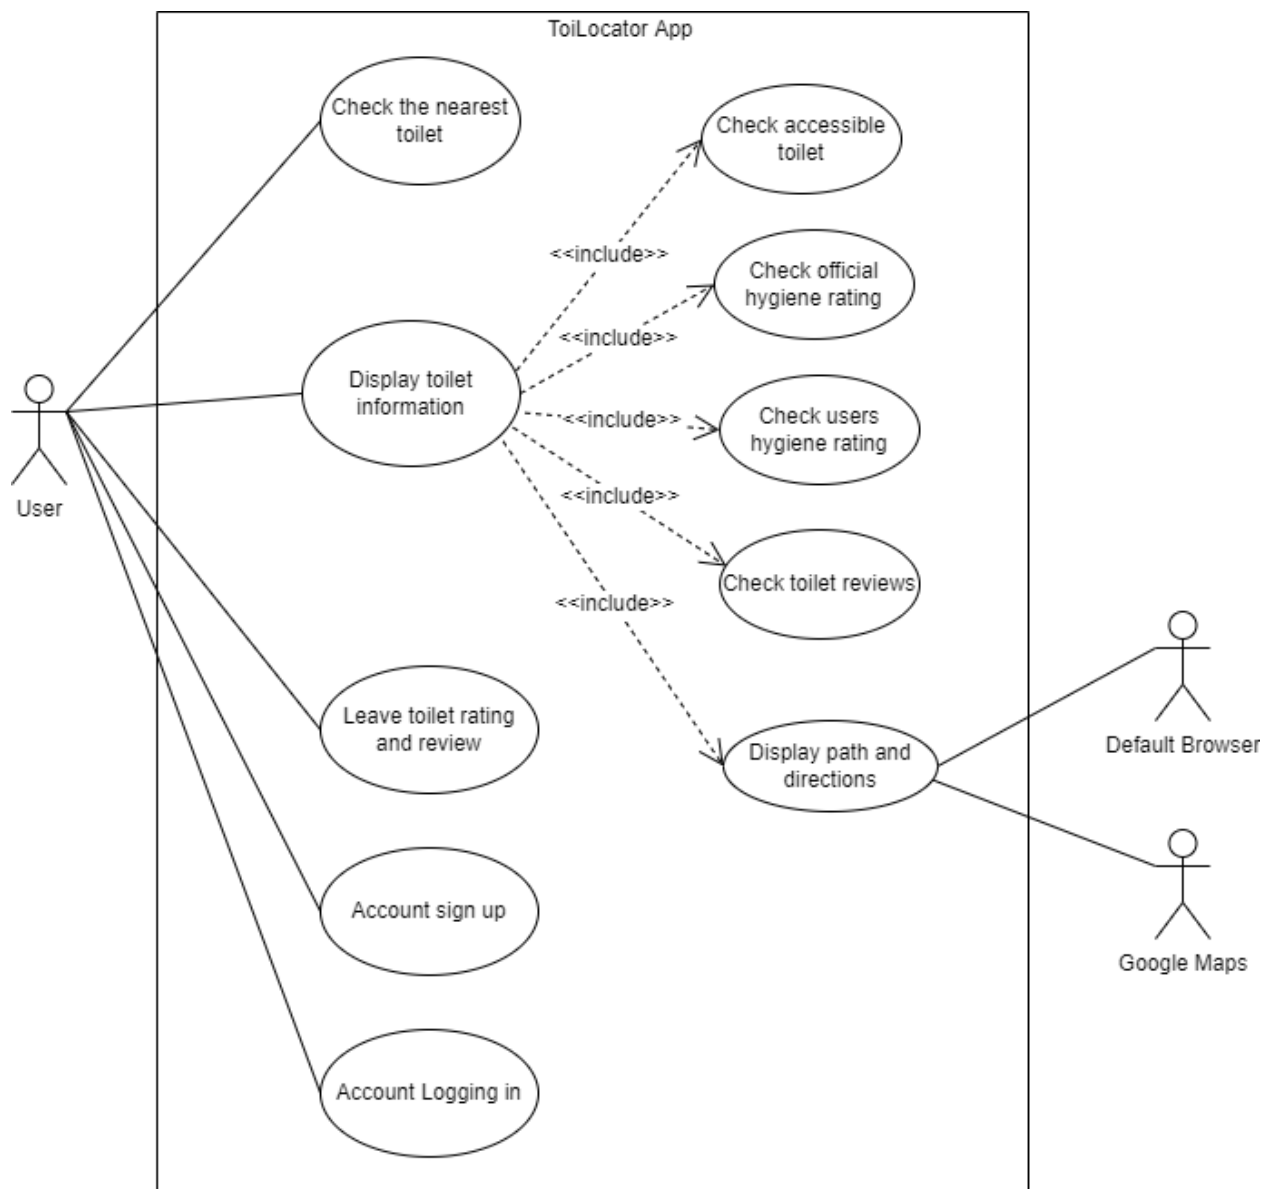 ToiLocator App
Check the nearest
toilet
Check accessible
toilet
<<include>>
Check official
hygiene rating
<<include>>
Display toilet
information
Check users
hygiene rating
<<include>>
User
<<include>>
Check toilet reviews
<<include>>
Leave toilet rating
and review
Display path and
directions
Default Browser
Account sign up
Google Maps
Account Logging in